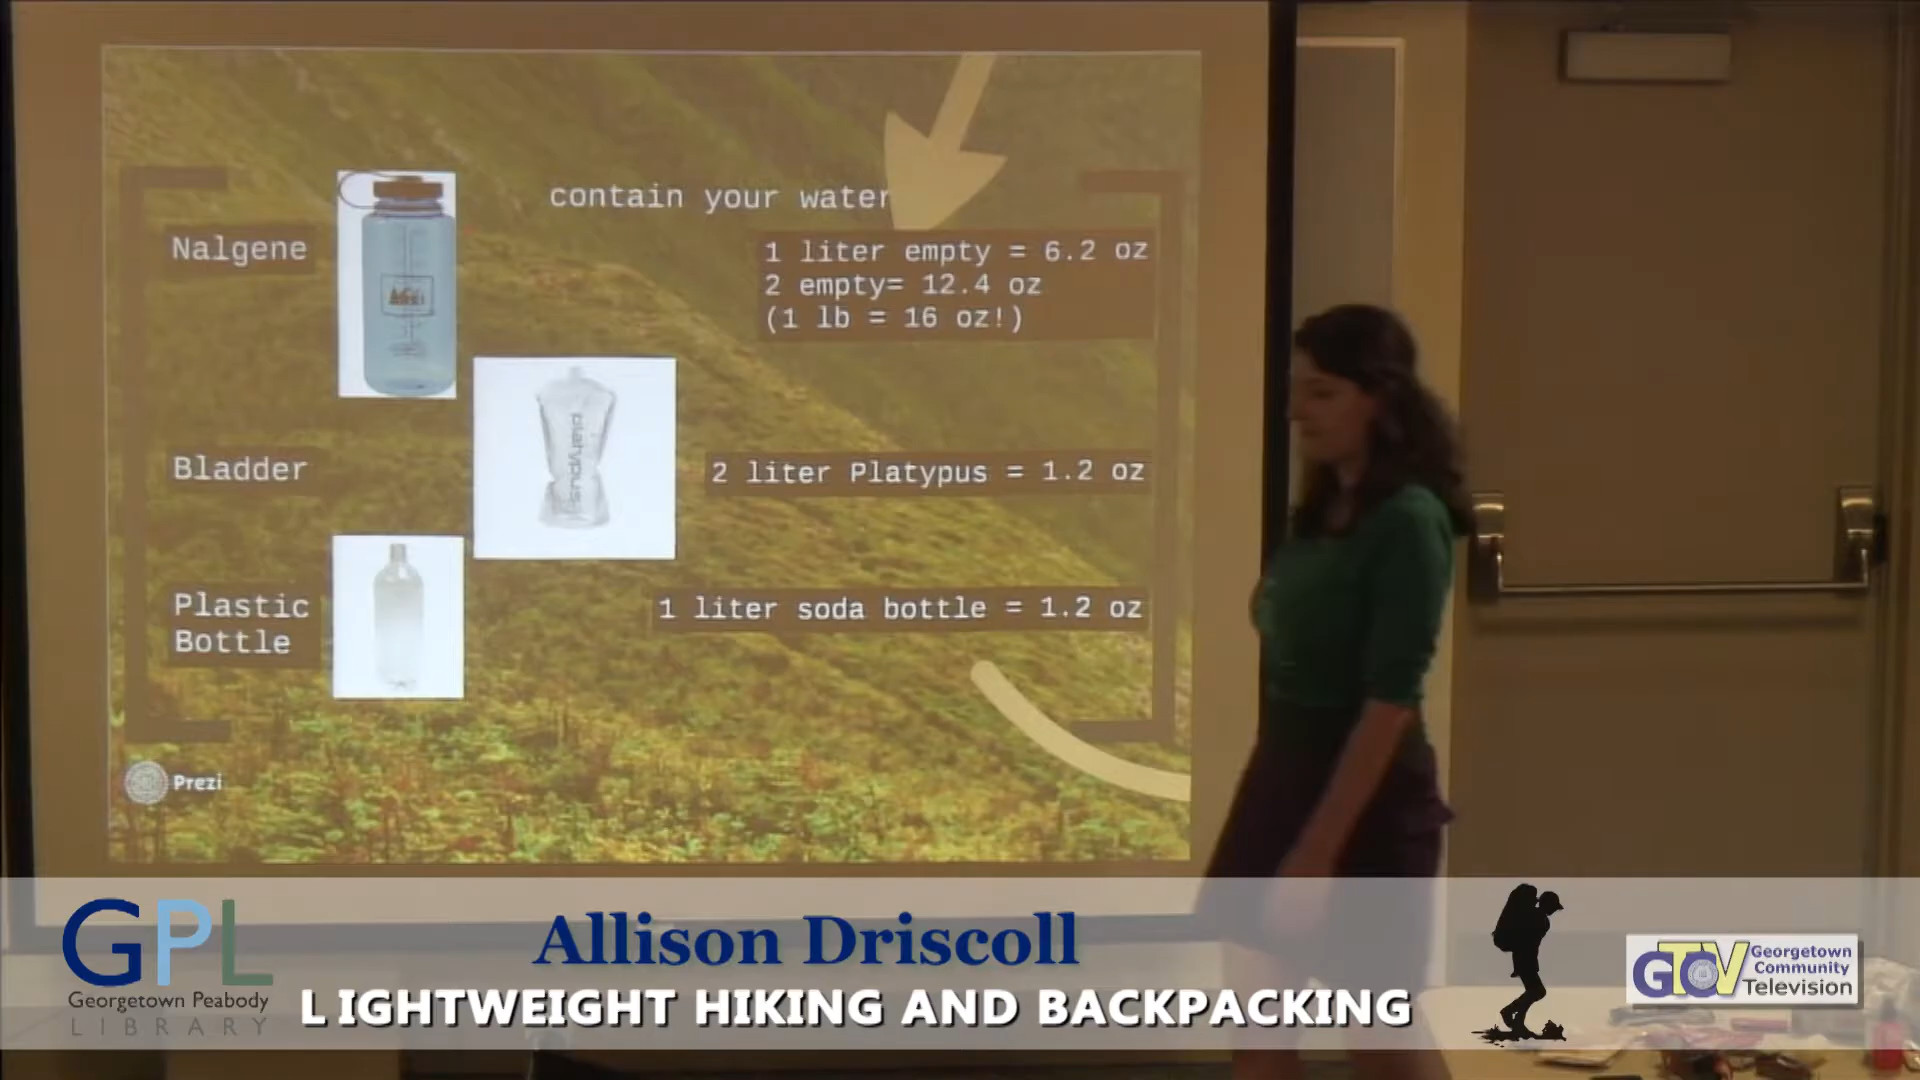 contain your water
Nalgene
1 liter empty = 6.2 oz
2 empty= 12.4 oz
(1 lb = 16 oz!)
platypus
Bladder
2 liter Platypus = 1.2 oz
Plastic
Bottle
1 liter soda bottle = 1.2 oz
Prezi
GPL
Georgetown Peabody
LIBRARY
Allison Driscoll
LIGHTWEIGHT HIKING AND BACKPACKING
GCTV
Georgetown
Community
Television